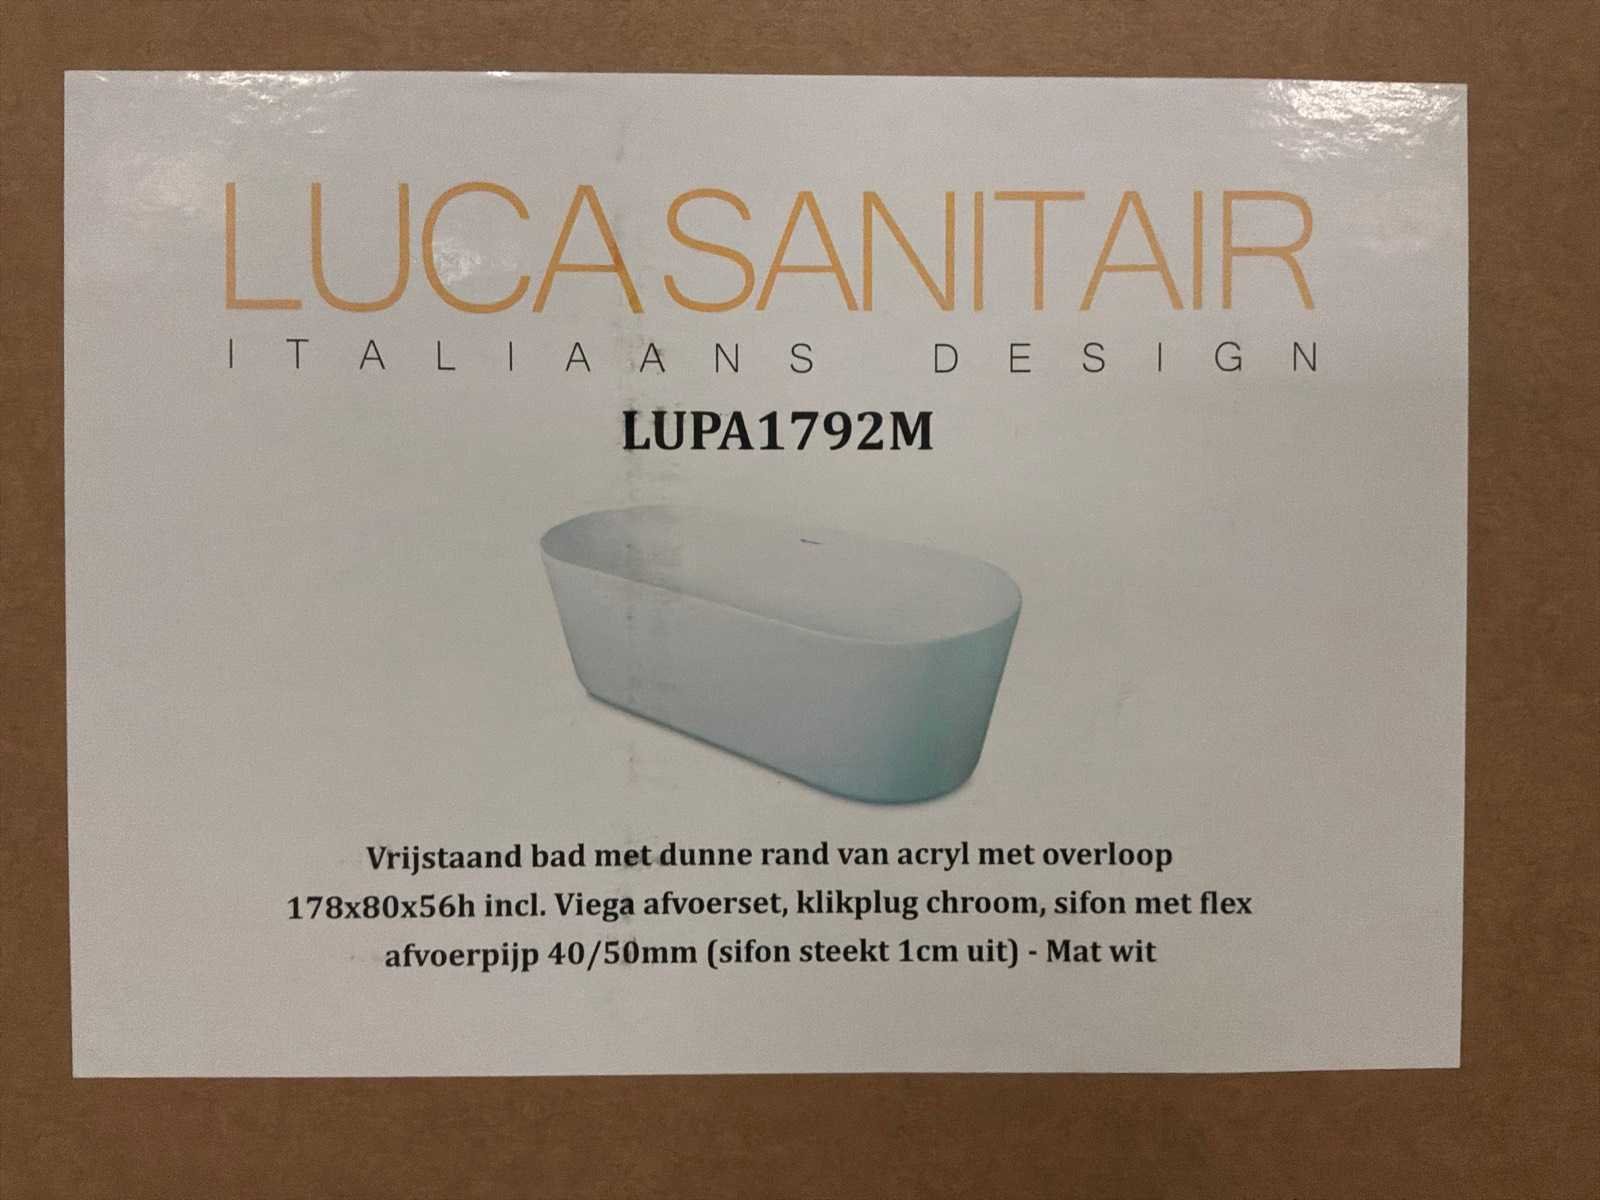 LUCA SANITAIR
ITALIAANS DESIGN
LUPA1792M
Vrijstaand bad met dunne rand van acryl met overloop
178x80x56h incl. Viega afvoerset, klikplug chroom, sifon met flex
afvoerpijp 40/50mm (sifon steekt 1cm uit) - Mat wit